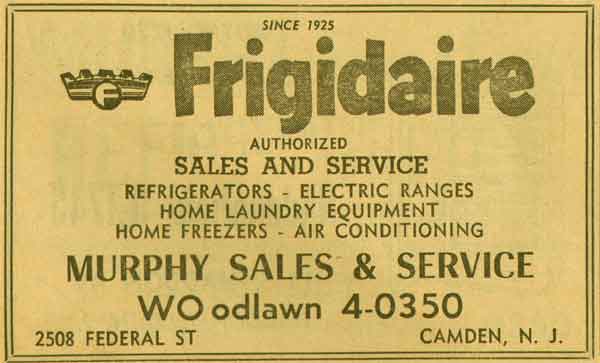 SINCE 1925
F Frigidaire
AUTHORIZED
SALES AND SERVICE
REFRIGERATORS - ELECTRIC RANGES
HOME LAUNDRY EQUIPMENT
HOME FREEZERS - AIR CONDITIONING
MURPHY SALES & SERVICE
WOodlawn 4-0350
2508 FEDERAL ST CAMDEN, N. J.